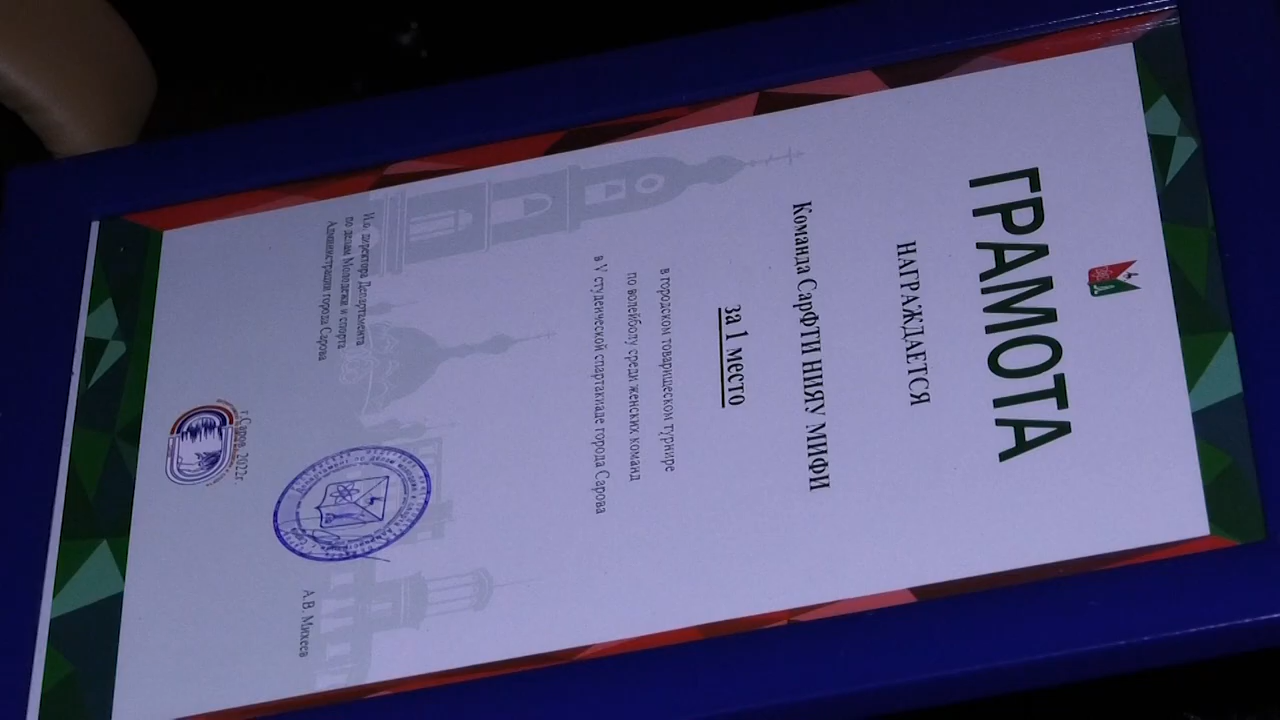 ГРАМОТА
НАГРАЖДАЕТСЯ
Команда СарФТИ НИЯУ МИФИ
за 1 место
в городском товарищеском турнире
по волейболу среди женских команд
в V студенческой спартакиаде города Сарова
И.о. директора Департамента
по делам Молодежи и спорта
Администрации города Сарова
А.В. Михеев
г.Саров, 2022г.